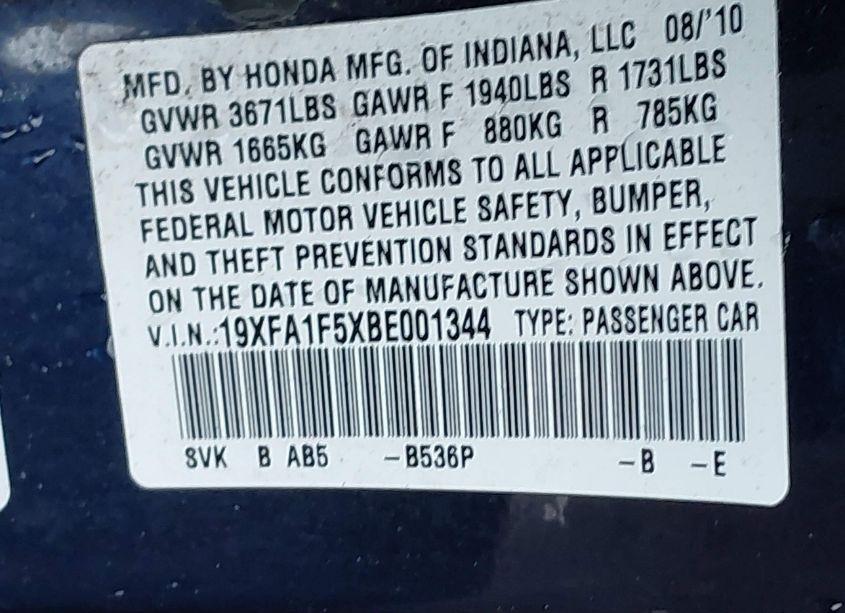 MFD. BY HONDA MFG. OF INDIANA, LLC 08/'10
GVWR 3671LBS GAWR F 1940LBS R 1731LBS
GVWR 1665KG GAWR F 880KG R 785KG
THIS VEHICLE CONFORMS TO ALL APPLICABLE
FEDERAL MOTOR VEHICLE SAFETY, BUMPER,
AND THEFT PREVENTION STANDARDS IN EFFECT
ON THE DATE OF MANUFACTURE SHOWN ABOVE.
V.I.N.:19XFA1F5XBE001344 TYPE: PASSENGER CAR
SVK B AB5 -B536P -B -E